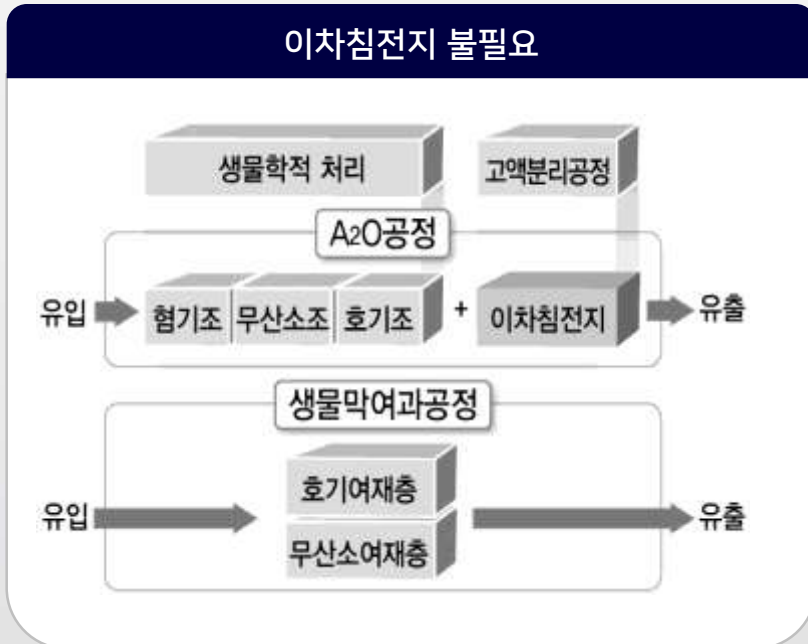 이차침전지 불필요
생물학적 처리
고액분리공정
A2O공정
유입
혐기조
무산소조
호기조
+
이차침전지
유출
생물막여과공정
호기여재층
유입
유출
무산소여재층